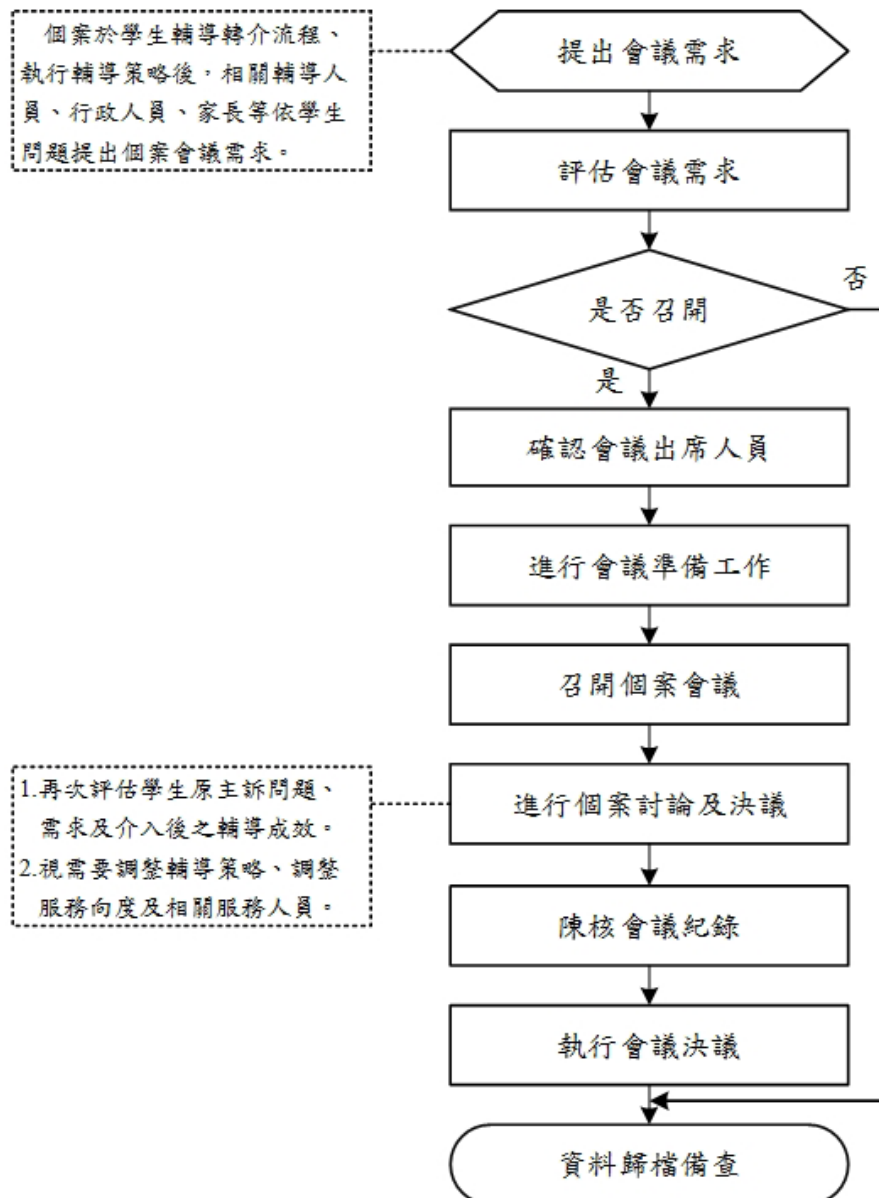 個案於學生輔導轉介流程、
執行輔導策略後，相關輔導人
員、行政人員、家長等依學生
問題提出個案會議需求。
提出會議需求
評估會議需求
是否召開
否
是
確認會議出席人員
進行會議準備工作
召開個案會議
1.再次評估學生原主訴問題、
需求及介入後之輔導成效。
2.視需要調整輔導策略、調整
服務向度及相關服務人員。
進行個案討論及決議
陳核會議紀錄
執行會議決議
資料歸檔備查